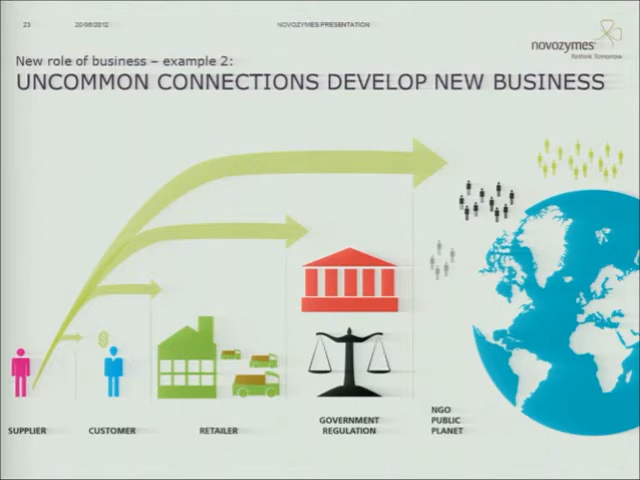 23
20/06/2012
NOVOZYMES PRESENTATION
novozymes
Rethink Tomorrow
New role of business – example 2:
UNCOMMON CONNECTIONS DEVELOP NEW BUSINESS
SUPPLIER
CUSTOMER
RETAILER
GOVERNMENT
REGULATION
NGO
PUBLIC
PLANET